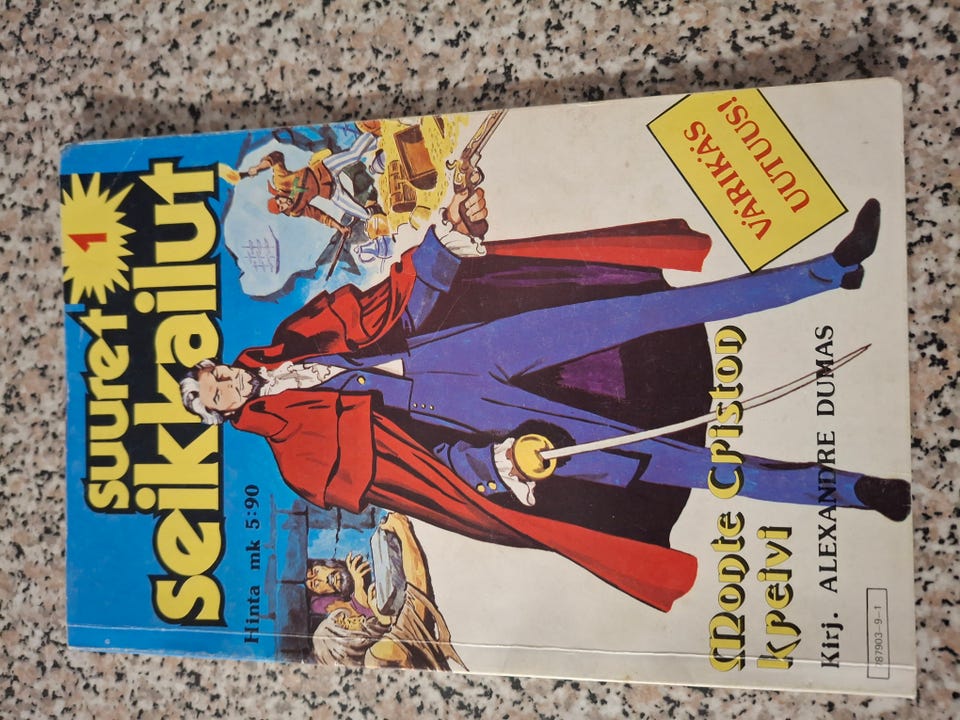 suuret
1
seikkailut
Hinta mk 5:90
VÄRIKÄS
UUTUUS!
Monte Criston
kreivi
Kirj. ALEXANDRE DUMAS
787903-9-1